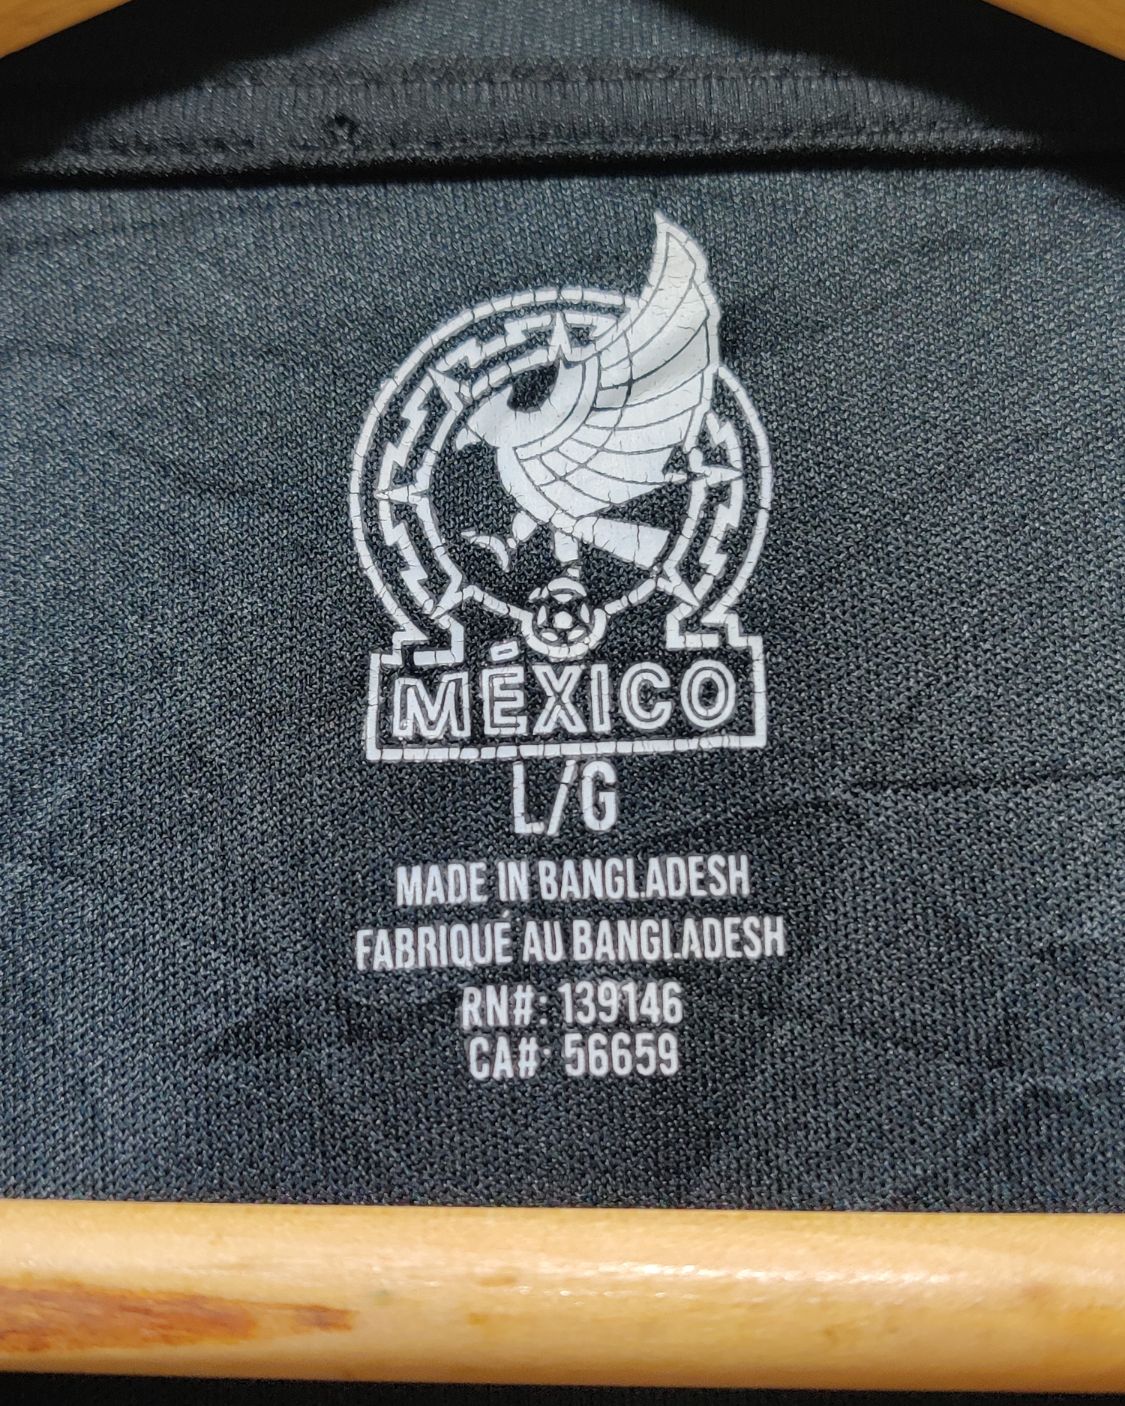 MÉXICO
L/G
MADE IN BANGLADESH
FABRIQUÉ AU BANGLADESH
RN#: 139146
CA#: 56659